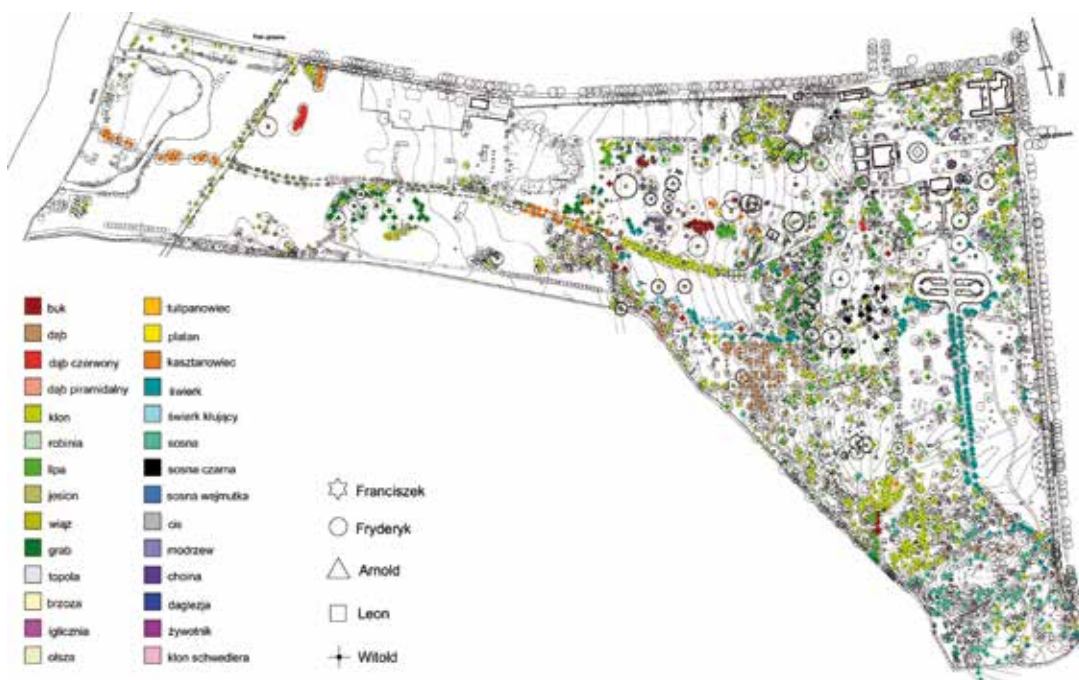 buk
dąb
dąb czerwony
dąb piramidalny
klon
robinia
lipa
jesion
wiąz
grab
topola
brzoza
iglicznia
olsza
tulipanowiec
platan
kasztanowiec
świerk
świerk kłujący
sosna
sosna czarna
sosna wejmutka
cis
modrzew
choina
daglezja
żywotnik
klon schwedlera
Franciszek
Fryderyk
Arnold
Leon
Witold